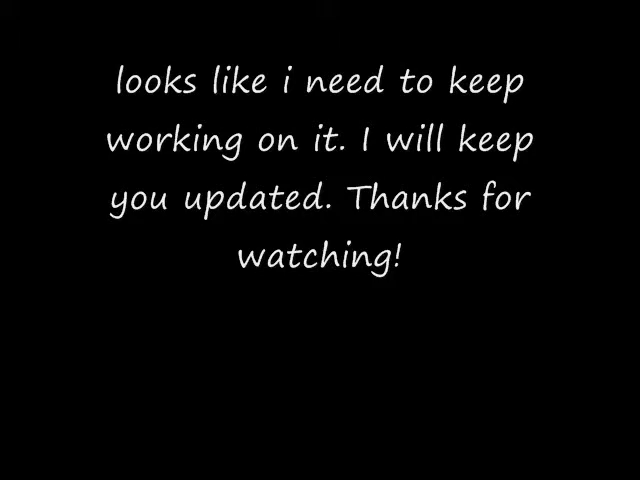 looks like i need to keep
working on it. I will keep
you updated. Thanks for
watching!